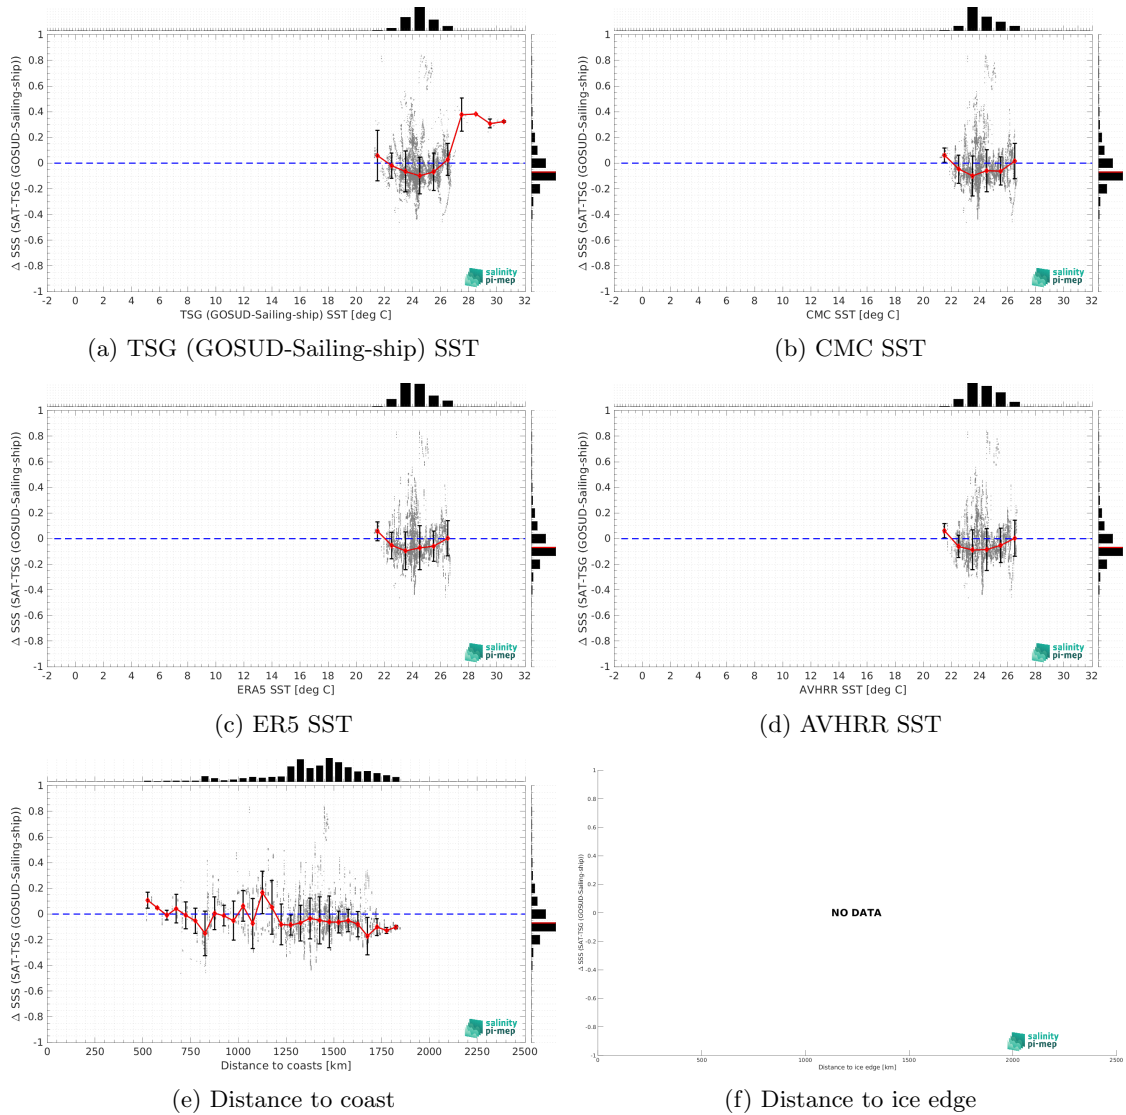 1
0.8
0.6
0.4
0.2
0
-0.2
-0.4
-0.6
-0.8
-1
Δ SSS (SAT-TSG (GOSUD-Sailing-ship))
-2 0 2 4 6 8 10 12 14 16 18 20 22 24 26 28 30 32
TSG (GOSUD-Sailing-ship) SST [deg C]
salinity
pi-mep
(a) TSG (GOSUD-Sailing-ship) SST
1
0.8
0.6
0.4
0.2
0
-0.2
-0.4
-0.6
-0.8
-1
Δ SSS (SAT-TSG (GOSUD-Sailing-ship))
-2 0 2 4 6 8 10 12 14 16 18 20 22 24 26 28 30 32
CMC SST [deg C]
salinity
pi-mep
(b) CMC SST
1
0.8
0.6
0.4
0.2
0
-0.2
-0.4
-0.6
-0.8
-1
Δ SSS (SAT-TSG (GOSUD-Sailing-ship))
-2 0 2 4 6 8 10 12 14 16 18 20 22 24 26 28 30 32
ERA5 SST [deg C]
salinity
pi-mep
(c) ER5 SST
1
0.8
0.6
0.4
0.2
0
-0.2
-0.4
-0.6
-0.8
-1
Δ SSS (SAT-TSG (GOSUD-Sailing-ship))
-2 0 2 4 6 8 10 12 14 16 18 20 22 24 26 28 30 32
AVHRR SST [deg C]
salinity
pi-mep
(d) AVHRR SST
1
0.8
0.6
0.4
0.2
0
-0.2
-0.4
-0.6
-0.8
-1
Δ SSS (SAT-TSG (GOSUD-Sailing-ship))
0 250 500 750 1000 1250 1500 1750 2000 2250 2500
Distance to coasts [km]
salinity
pi-mep
(e) Distance to coast
1
0.8
0.6
0.4
0.2
0
-0.2
-0.4
-0.6
-0.8
-1
Δ SSS (SAT-TSG (GOSUD-Sailing-ship))
NO DATA
0 500 1000 1500 2000 2500
Distance to ice edge [km]
salinity
pi-mep
(f) Distance to ice edge